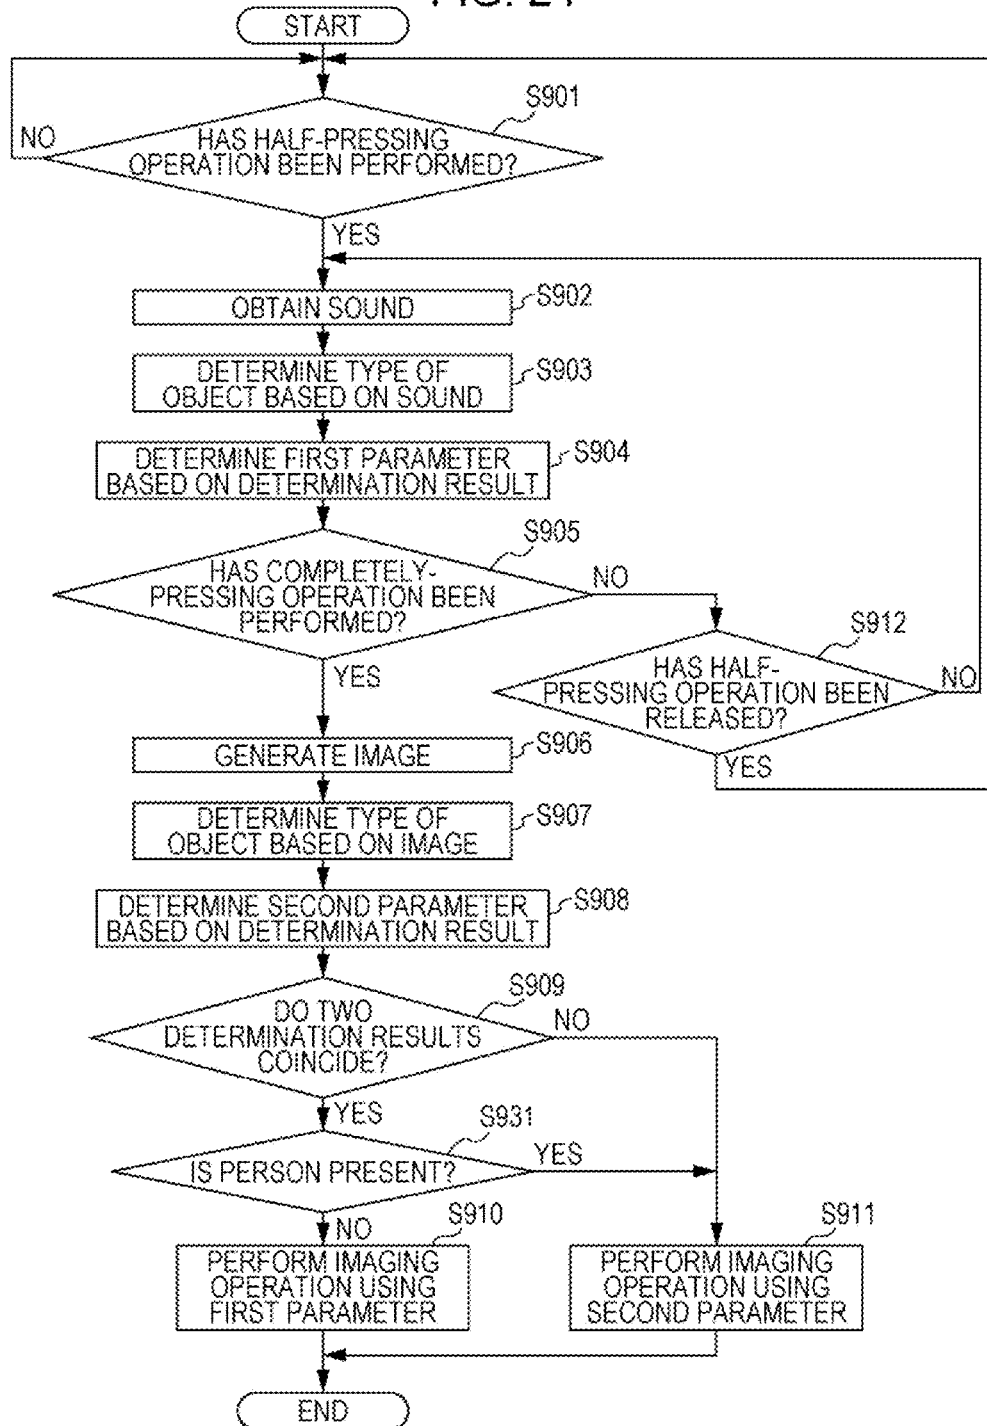 START
S901
NO
HAS HALF-PRESSING
OPERATION BEEN PERFORMED?
YES
OBTAIN SOUND
S902
DETERMINE TYPE OF
OBJECT BASED ON SOUND
S903
DETERMINE FIRST PARAMETER
BASED ON DETERMINATION RESULT
S904
S905
HAS COMPLETELY-
PRESSING OPERATION BEEN
PERFORMED?
NO
YES
S912
HAS HALF-
PRESSING OPERATION BEEN
RELEASED?
NO
YES
GENERATE IMAGE
S906
DETERMINE TYPE OF
OBJECT BASED ON IMAGE
S907
DETERMINE SECOND PARAMETER
BASED ON DETERMINATION RESULT
S908
S909
DO TWO
DETERMINATION RESULTS
COINCIDE?
NO
YES
S931
IS PERSON PRESENT?
YES
NO
S910
PERFORM IMAGING
OPERATION USING
FIRST PARAMETER
S911
PERFORM IMAGING
OPERATION USING
SECOND PARAMETER
END